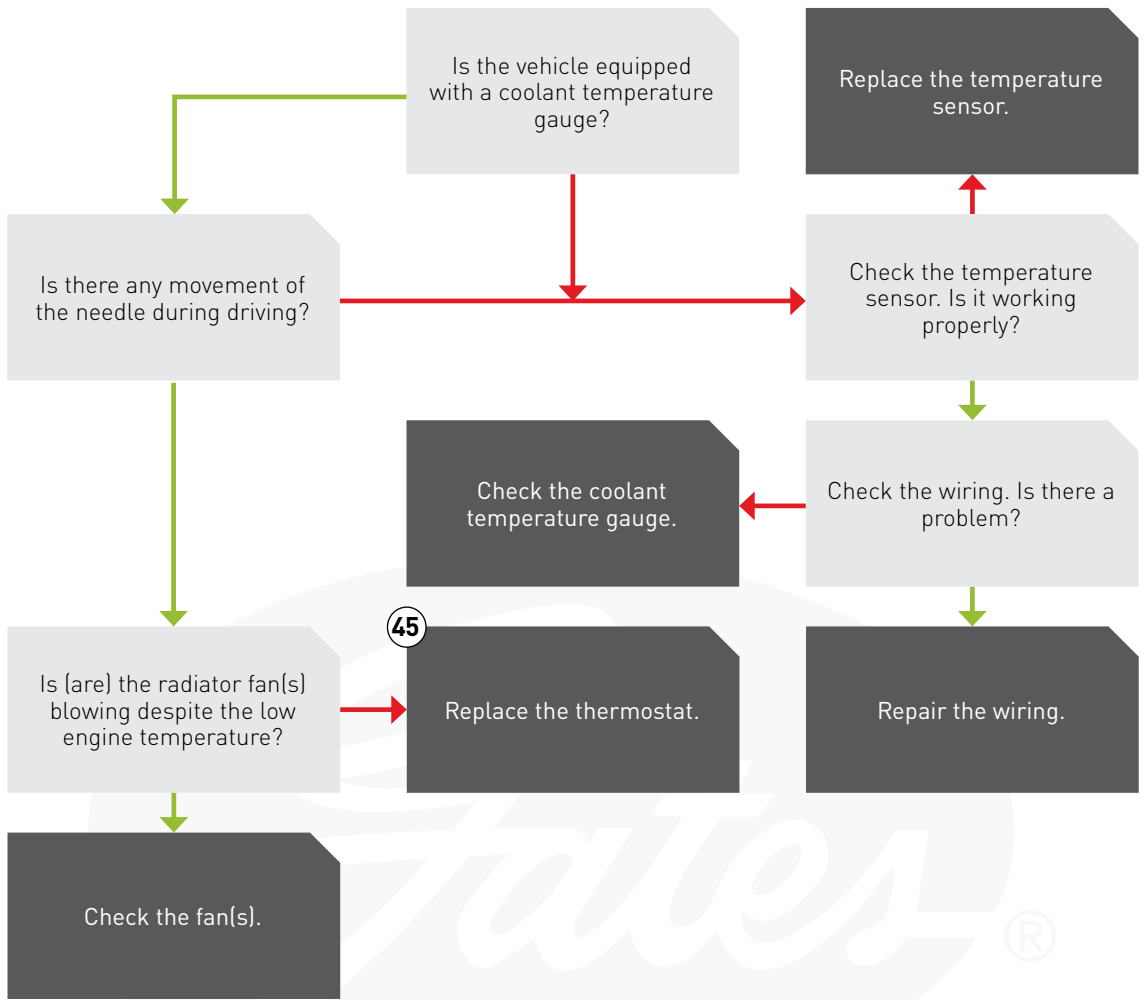 Is the vehicle equipped
with a coolant temperature
gauge?
Replace the temperature
sensor.
Is there any movement of
the needle during driving?
Check the temperature
sensor. Is it working
properly?
Check the coolant
temperature gauge.
Check the wiring. Is there a
problem?
Is (are) the radiator fan(s)
blowing despite the low
engine temperature?
45
Replace the thermostat.
Repair the wiring.
Check the fan(s).
Gates
®